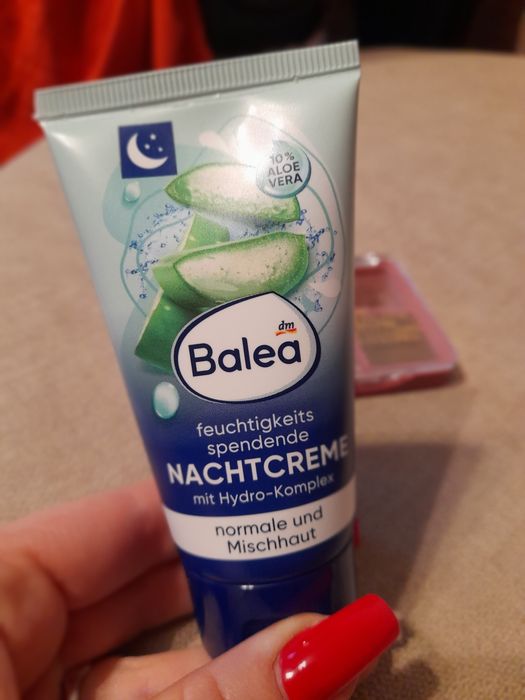 10%
ALOE
VERA
dm
Balea
feuchtigkeits
spendende
NACHTCREME
mit Hydro-Komplex
normale und
Mischhaut